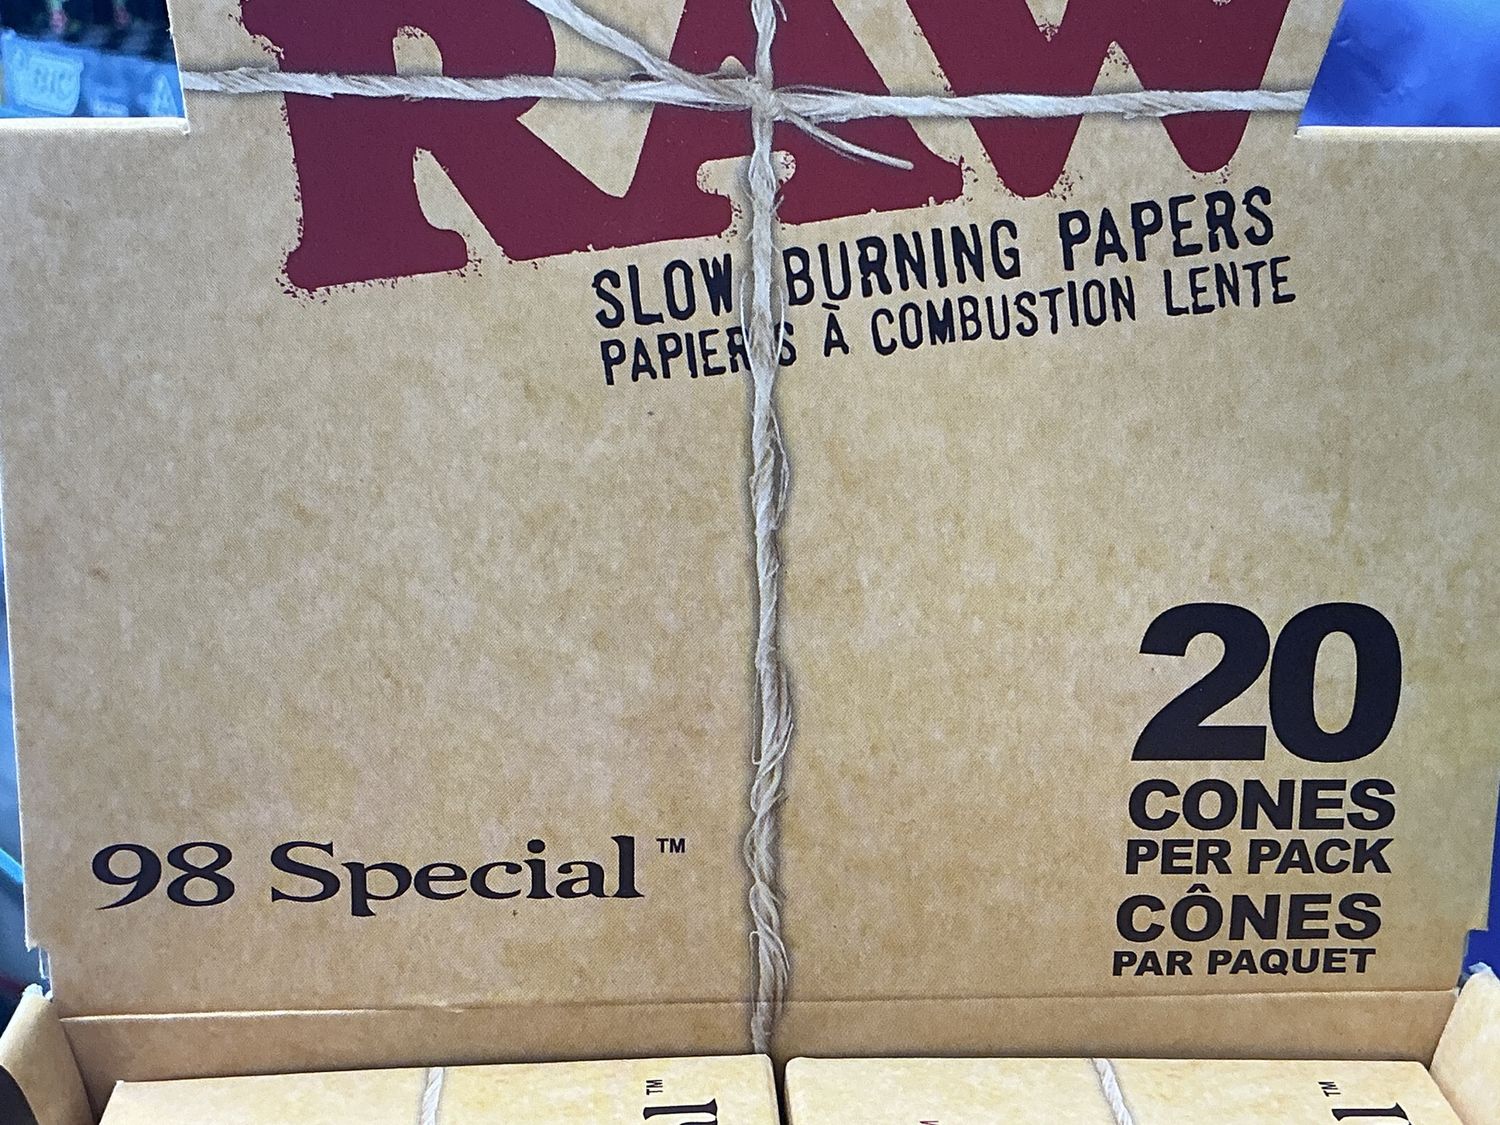 RAW
SLOW BURNING PAPERS
PAPIERS À COMBUSTION LENTE
20
CONES
PER PACK
CÔNES
PAR PAQUET
98 Special™